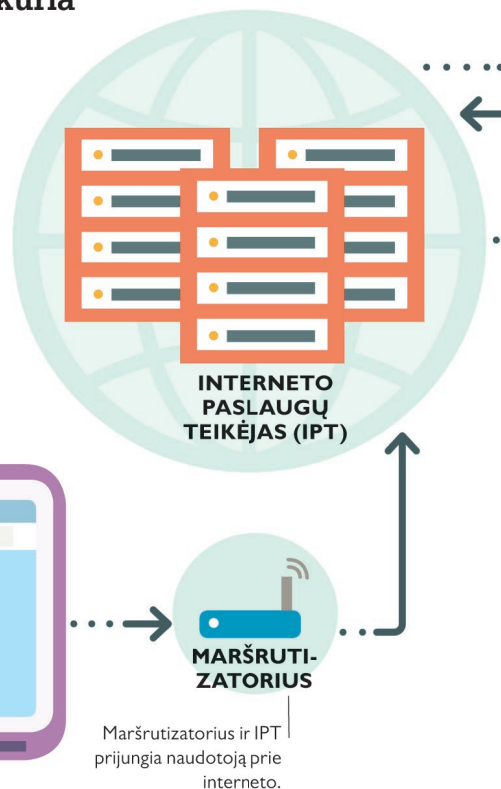 INTERNETO
PASLAUGŲ
TEIKĖJAS (IPT)
MARŠRUTI-
ZATORIUS
Maršrutizatorius ir IPT
prijungia naudotoją prie
interneto.